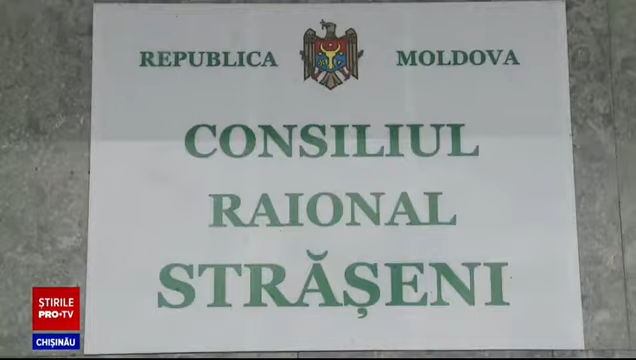 REPUBLICA MOLDOVA
CONSILIUL
RAIONAL
STRĂȘENI
ȘTIRILE
PRO•TV
CHIȘINĂU